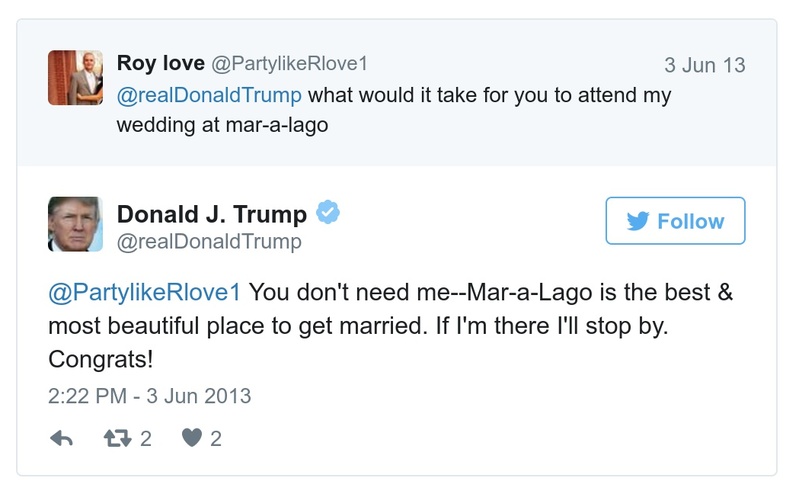 Roy love @PartylikeRlove1 3 Jun 13
@realDonaldTrump what would it take for you to attend my
wedding at mar-a-lago
Donald J. Trump
@realDonaldTrump
Follow
@PartylikeRlove1 You don't need me--Mar-a-Lago is the best &
most beautiful place to get married. If I'm there I'll stop by.
Congrats!
2:22 PM - 3 Jun 2013
2 2